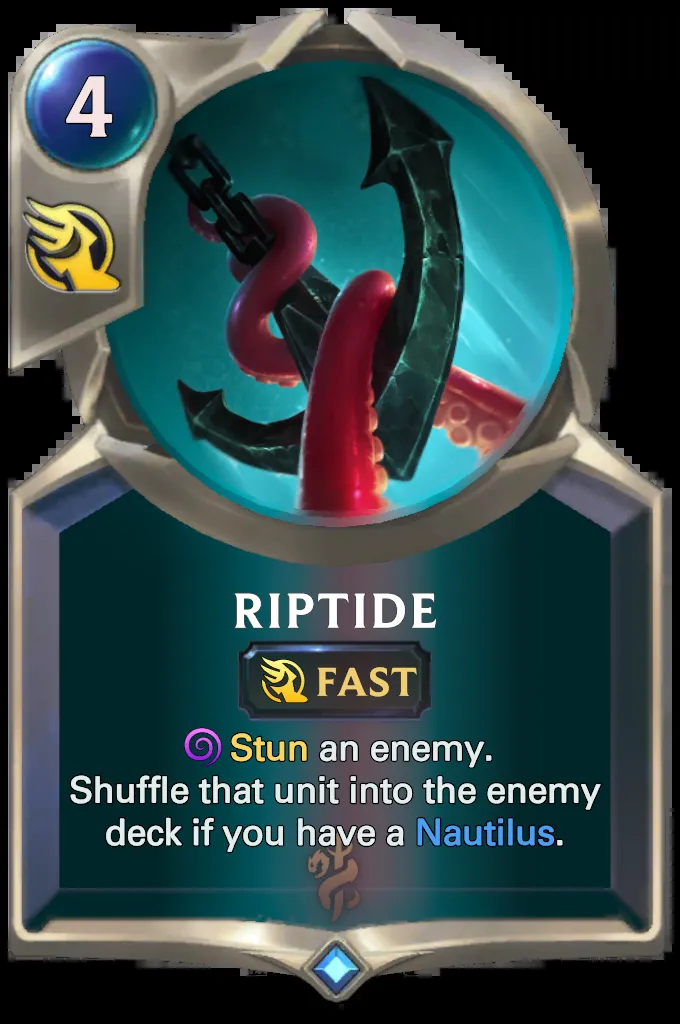 4
RIPTIDE
FAST
Stun an enemy.
Shuffle that unit into the enemy
deck if you have a Nautilus.